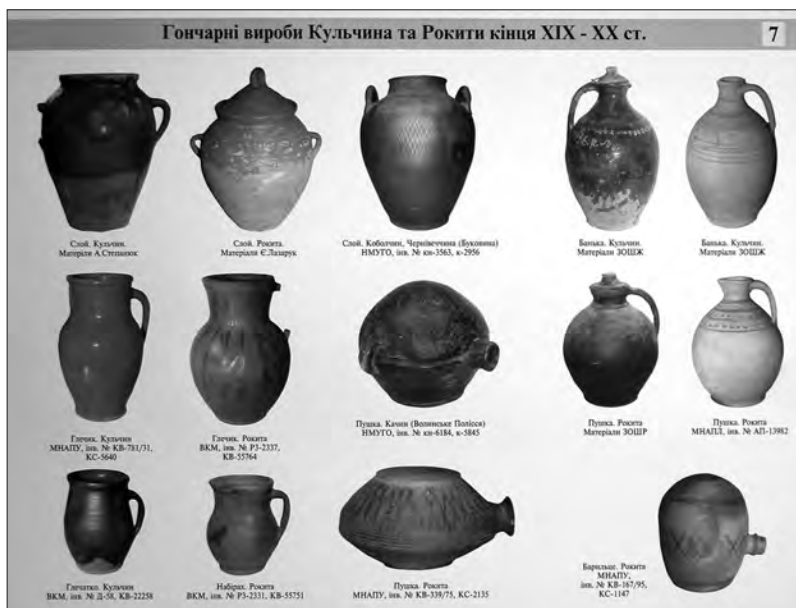 Гончарні вироби Кульчина та Рокити кінця XIX - XX ст.
7
Слой. Кульчин.
Матеріли А.Степанюк
Слой. Рокита.
Матеріали Є.Лазарук
Слой. Коболчин, Чернівеччина (Буковина)
НМУГО, інв. № кн-3563, к-2956
Банька. Кульчин.
Матеріали ЗОШЖ
Банька. Кульчин.
Матеріали ЗОШЖ
Глечик. Кульчин
МНАПУ, інв. № КВ-781/31,
КС-5640
Глечик. Рокита
ВКМ, інв. № РЗ-2337,
КВ-55764
Пушка. Качин (Волинське Полісся)
НМУГО, інв. № кн-6184, к-5845
Пушка. Рокита
Матеріали ЗОШР
Пушка. Рокита
МНАПЛ, інв. № АП-13982
Глечатко. Кульчин
ВКМ, інв. № Д-58, КВ-22258
Набірах. Рокита
ВКМ, інв. № РЗ-2331, КВ-55751
Пушка. Рокита
МНАПУ, інв. № КВ-339/75, КС-2135
Барильце. Рокита
МНАПУ,
інв. № КВ-167/95,
КС-1147